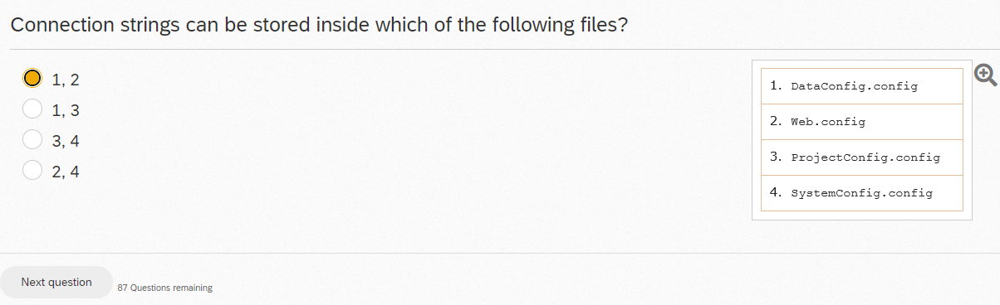 Connection strings can be stored inside which of the following files?
1, 2
1, 3
3, 4
2, 4
1. DataConfig.config
2. Web.config
3. ProjectConfig.config
4. SystemConfig.config
Next question
87 Questions remaining